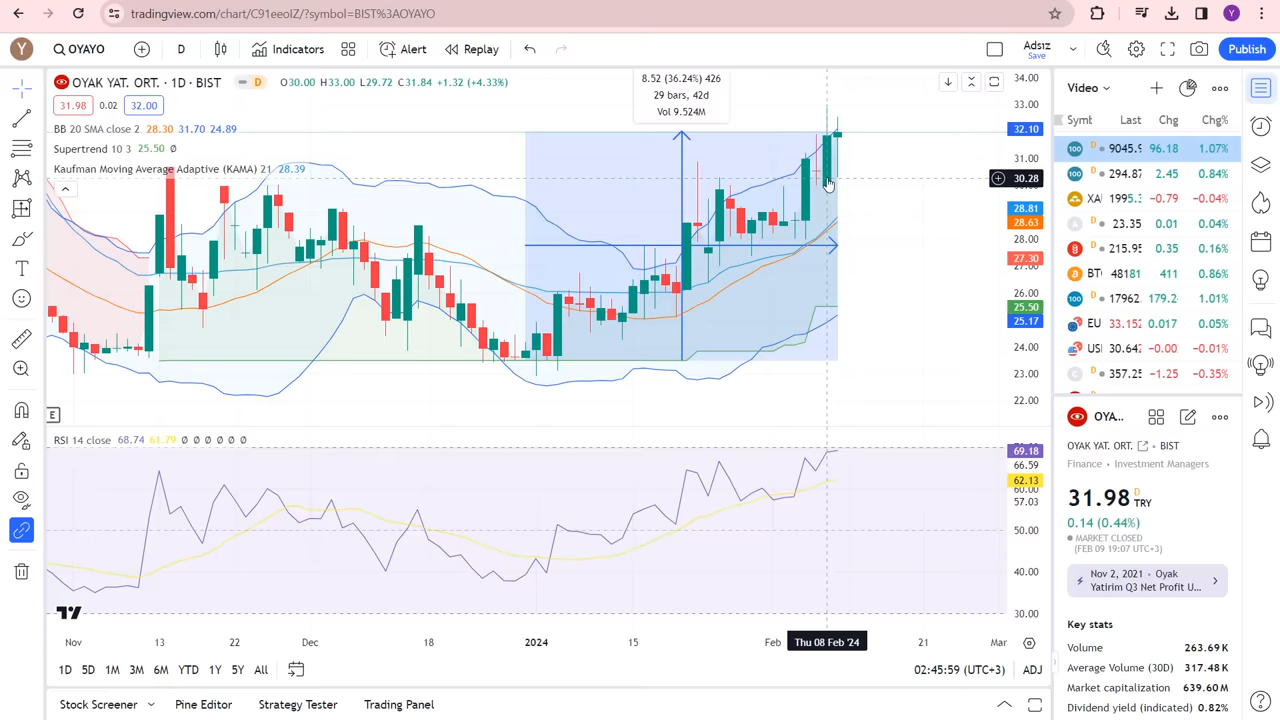 tradingview.com/chart/C91eeoIZ/?symbol=BIST%3AOYAYO
Y
Y OYAYO D Indicators Alert Replay Adsız Save Publish
OYAK YAT. ORT. · 1D · BIST D O30.00 H33.00 L29.72 C31.84 +1.32 (+4.33%)
31.98 0.02 32.00
BB 20 SMA close 2 28.30 31.70 24.89
Supertrend 10 3 25.50 Ø
Kaufman Moving Average Adaptive (KAMA) 21 28.39
8.52 (36.24%) 426
29 bars, 42d
Vol 9.524M
34.00
33.00
32.10
31.00
30.28
28.81
28.63
28.00
27.30
27.00
26.00
25.50
25.17
24.00
23.00
22.00
E
RSI 14 close 68.74 61.79 Ø Ø Ø Ø Ø Ø
69.18
66.59
62.13
60.00
57.03
50.00
40.00
30.00
Nov 13 22 Dec 18 2024 15 Feb Thu 08 Feb '24 21 Mar
1D 5D 1M 3M 6M YTD 1Y 5Y All 02:45:59 (UTC+3) ADJ
Stock Screener Pine Editor Strategy Tester Trading Panel
Video
Symt Last Chg Chg%
100 D 9045.9 96.18 1.07%
100 D 294.87 2.45 0.84%
XAI 1995.3 −0.79 −0.04%
23.35 0.01 0.04%
D 215.95 0.35 0.16%
BT 48181 411 0.86%
100 17962 179.2 1.01%
EU 33.152 0.017 0.05%
30.642 −0.00 −0.01%
D 357.25 −1.25 −0.35%
OYA...
OYAK YAT. ORT. BIST
Finance · Investment Managers
31.98 D TRY
0.14 (0.44%)
MARKET CLOSED
(FEB 09 19:07 UTC+3)
Nov 2, 2021 · Oyak
Yatirim Q3 Net Profit U...
Key stats
Volume 263.69K
Average Volume (30D) 317.48K
Market capitalization 639.60M
Dividend yield (indicated) 0.82%